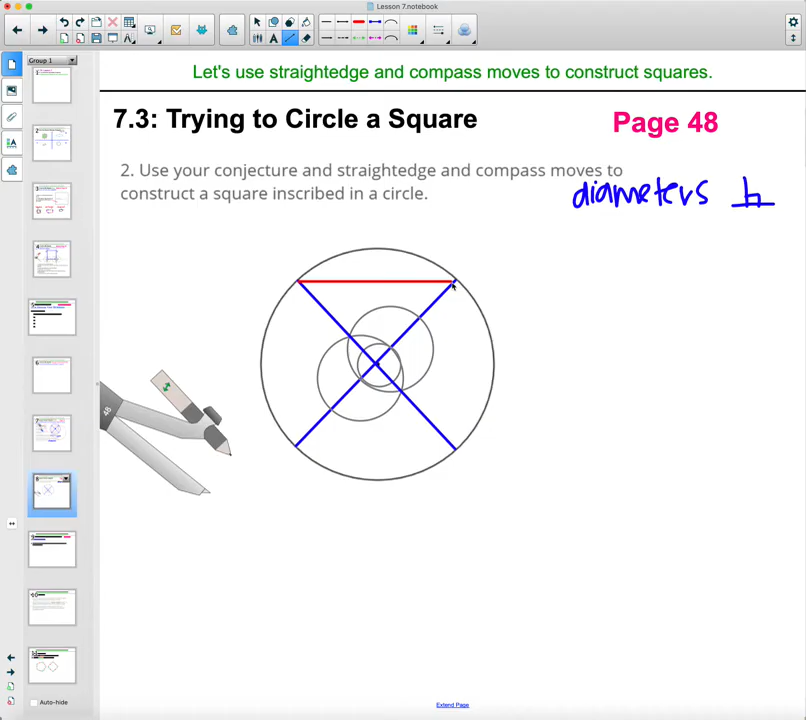 Lesson 7.notebook
Group 1
Let's use straightedge and compass moves to construct squares.
7.3: Trying to Circle a Square
Page 48
2. Use your conjecture and straightedge and compass moves to
construct a square inscribed in a circle.
diameters
48
Auto-hide
Extend Page